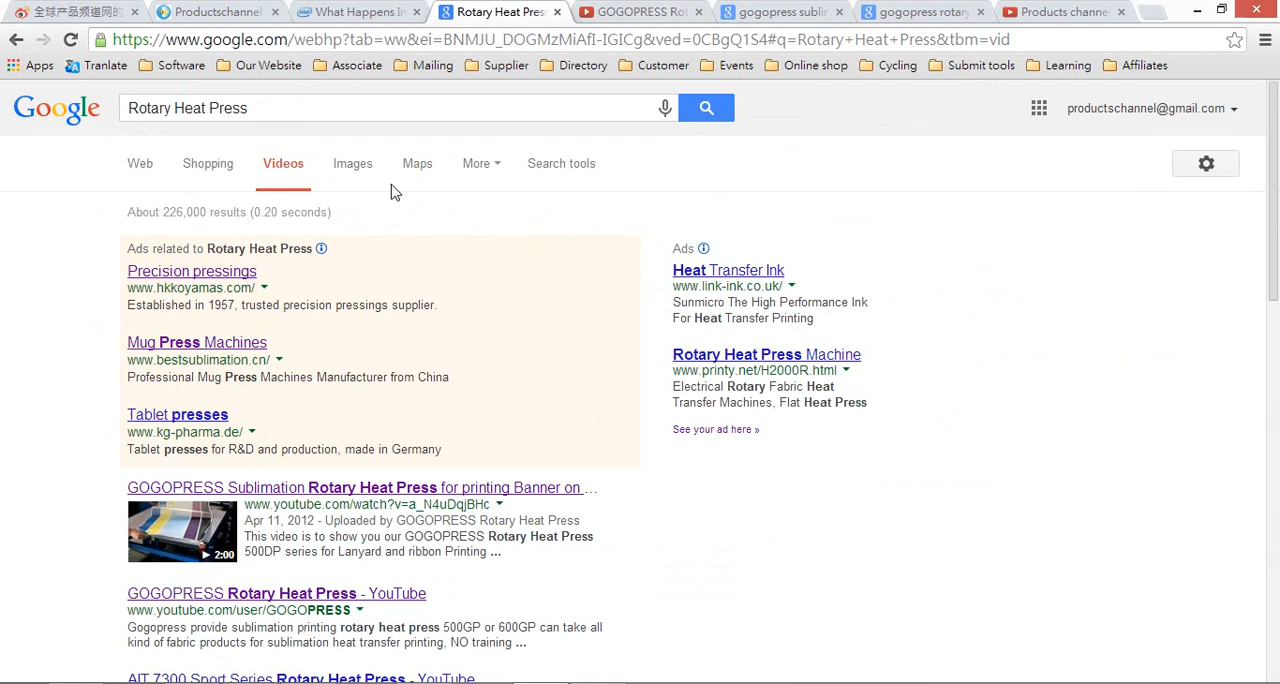 全球产品频道网的
Productschannel
What Happens In
Rotary Heat Pres
GOGOPRESS Rot
gogopress sublim
gogopress rotary
Products channel
https://www.google.com/webhp?tab=ww&ei=BNMJU_DOGMzMiAfI-IGICg&ved=0CBgQ1S4#q=Rotary+Heat+Press&tbm=vid
Apps Tranlate Software Our Website Associate Mailing Supplier Directory Customer Events Online shop Cycling Submit tools Learning Affiliates
Google
Rotary Heat Press
productschannel@gmail.com
Web Shopping Videos Images Maps More Search tools
About 226,000 results (0.20 seconds)
Ads related to Rotary Heat Press
Precision pressings
www.hkkoyamas.com/
Established in 1957, trusted precision pressings supplier.
Mug Press Machines
www.bestsublimation.cn/
Professional Mug Press Machines Manufacturer from China
Tablet presses
www.kg-pharma.de/
Tablet presses for R&D and production, made in Germany
Ads
Heat Transfer Ink
www.link-ink.co.uk/
Sunmicro The High Performance Ink
For Heat Transfer Printing
Rotary Heat Press Machine
www.printy.net/H2000R.html
Electrical Rotary Fabric Heat
Transfer Machines, Flat Heat Press
See your ad here »
GOGOPRESS Sublimation Rotary Heat Press for printing Banner on ...
www.youtube.com/watch?v=a_N4uDqjBHc
Apr 11, 2012 - Uploaded by GOGOPRESS Rotary Heat Press
This video is to show you our GOGOPRESS Rotary Heat Press
500DP series for Lanyard and ribbon Printing ...
2:00
GOGOPRESS Rotary Heat Press - YouTube
www.youtube.com/user/GOGOPRESS
Gogopress provide sublimation printing rotary heat press 500GP or 600GP can take all
kind of fabric products for sublimation heat transfer printing, NO training ...
AIT 7300 Sport Series Rotary Heat Press - YouTube